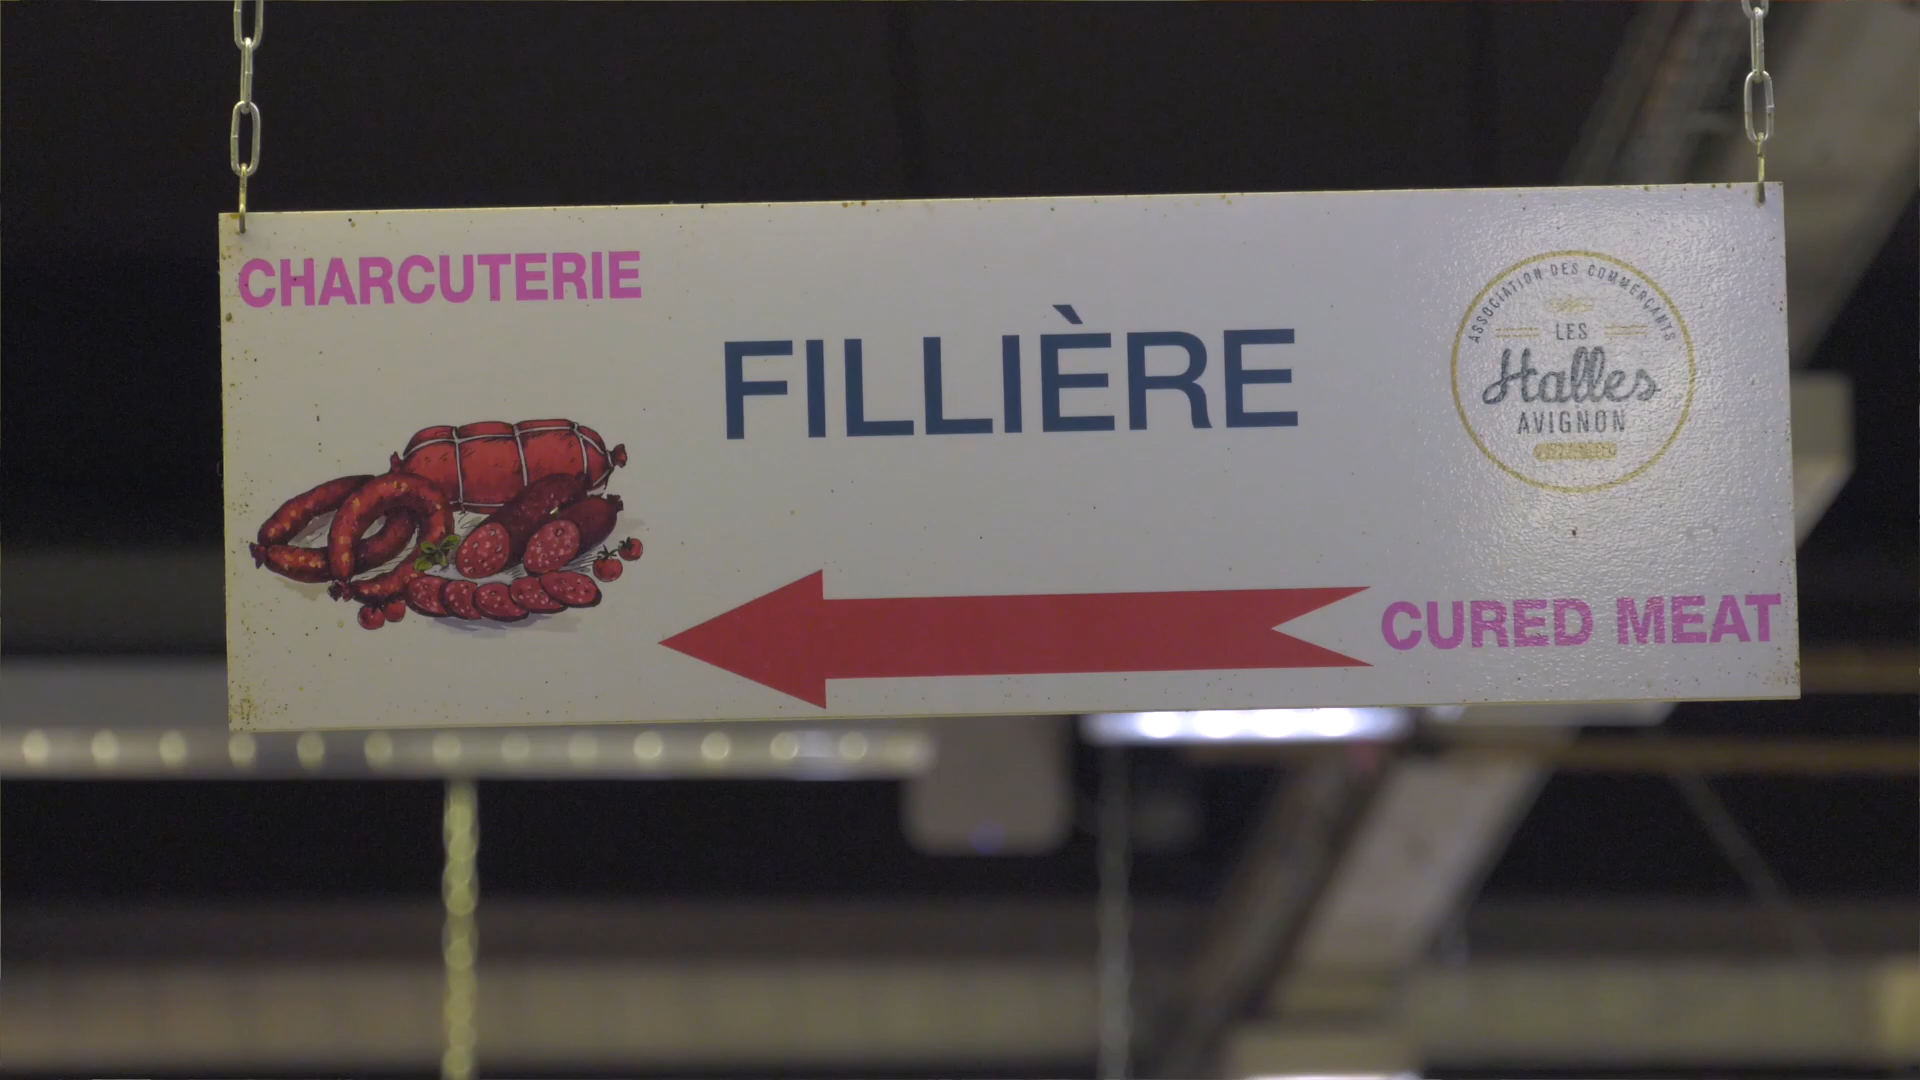 CHARCUTERIE
FILLIÈRE
ASSOCIATION DES COMMERÇANTS
LES
Halles
AVIGNON
CURED MEAT